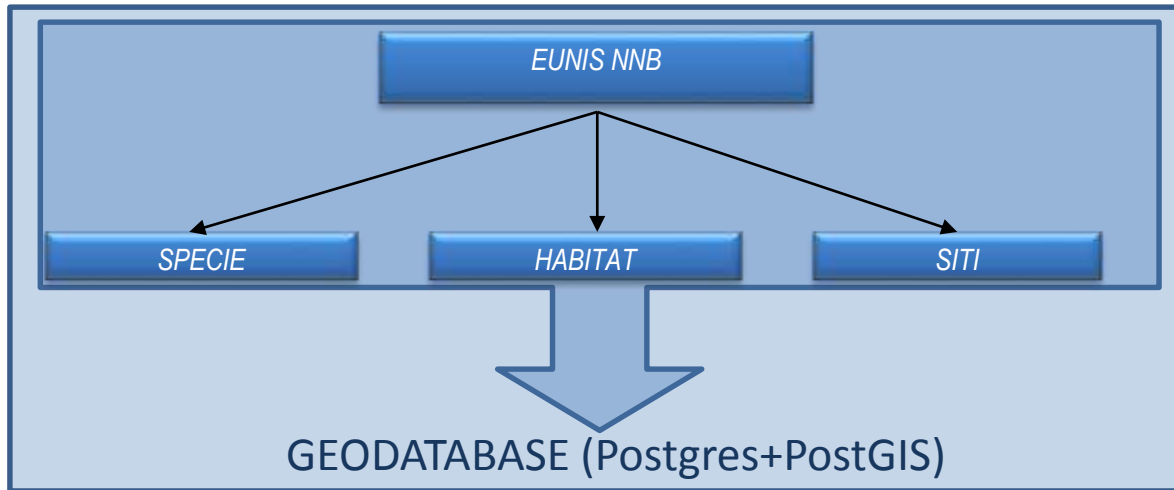 EUNIS NNB
SPECIE
HABITAT
SITI
GEODATABASE (Postgres+PostGIS)